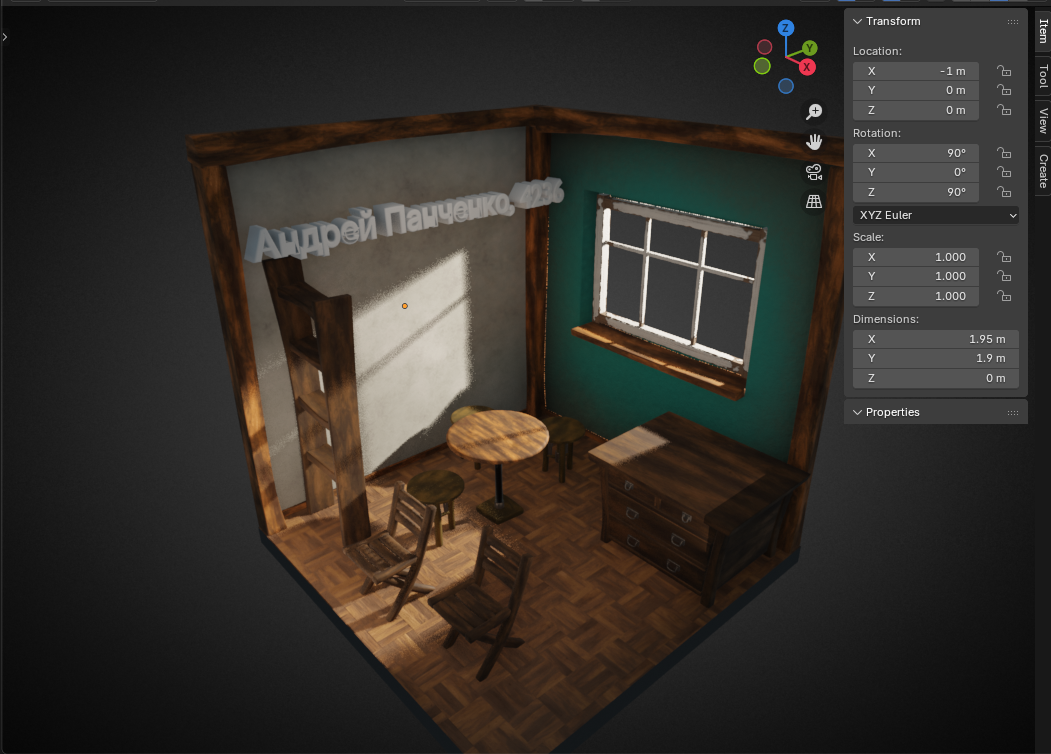 Transform
Item
Location:
X -1 m
Y 0 m
Z 0 m
Tool
View
Rotation:
X 90°
Y 0°
Z 90°
Create
XYZ Euler
Scale:
X 1.000
Y 1.000
Z 1.000
Dimensions:
X 1.95 m
Y 1.9 m
Z 0 m
Properties
Z
Y
X
Андрей Панченко, 4236